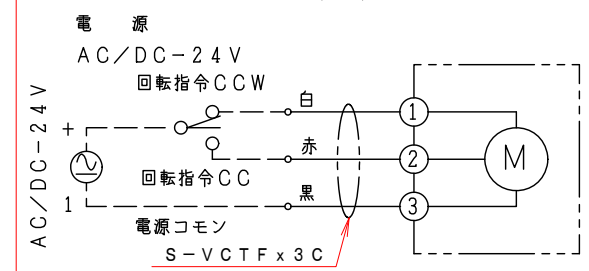 電 源
AC/DC-24V
回転指令CCW
白
①
AC/DC-24V
+
赤
②
M
回転指令CC
黒
1
③
電源コモン
S-VCTFx3C